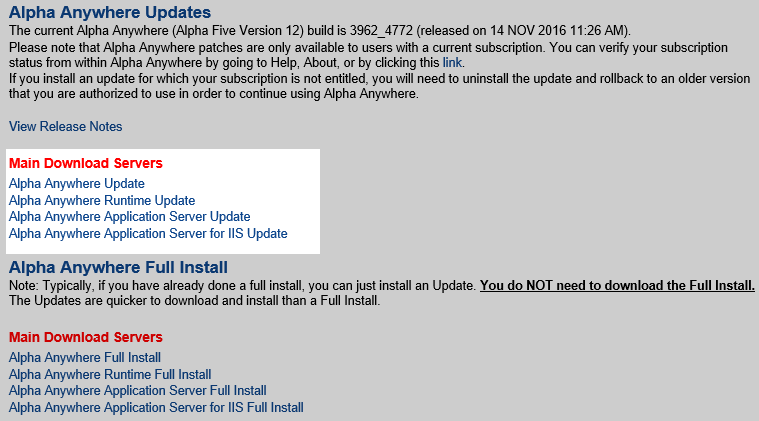 Alpha Anywhere Updates
The current Alpha Anywhere (Alpha Five Version 12) build is 3962_4772 (released on 14 NOV 2016 11:26 AM).
Please note that Alpha Anywhere patches are only available to users with a current subscription. You can verify your subscription
status from within Alpha Anywhere by going to Help, About, or by clicking this link.
If you install an update for which your subscription is not entitled, you will need to uninstall the update and rollback to an older version
that you are authorized to use in order to continue using Alpha Anywhere.
View Release Notes
Main Download Servers
Alpha Anywhere Update
Alpha Anywhere Runtime Update
Alpha Anywhere Application Server Update
Alpha Anywhere Application Server for IIS Update
Alpha Anywhere Full Install
Note: Typically, if you have already done a full install, you can just install an Update. You do NOT need to download the Full Install.
The Updates are quicker to download and install than a Full Install.
Main Download Servers
Alpha Anywhere Full Install
Alpha Anywhere Runtime Full Install
Alpha Anywhere Application Server Full Install
Alpha Anywhere Application Server for IIS Full Install